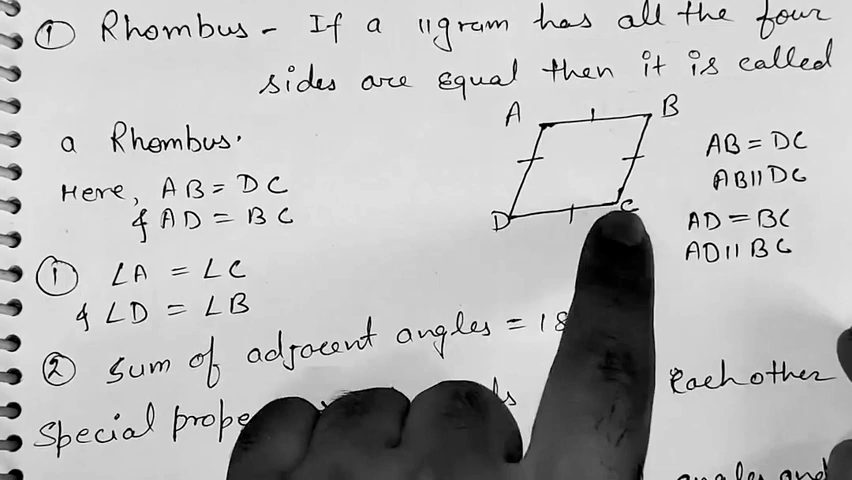 ① Rhombus - If a ||gram has all the four
sides are equal then it is called
a Rhombus.
A B
D C
Here, AB = DC
& AD = BC
AB = DC
AB || DC
AD = BC
AD || BC
① ∠A = ∠C
& ∠D = ∠B
② Sum of adjacent angles = 18
Special
each other
angles and